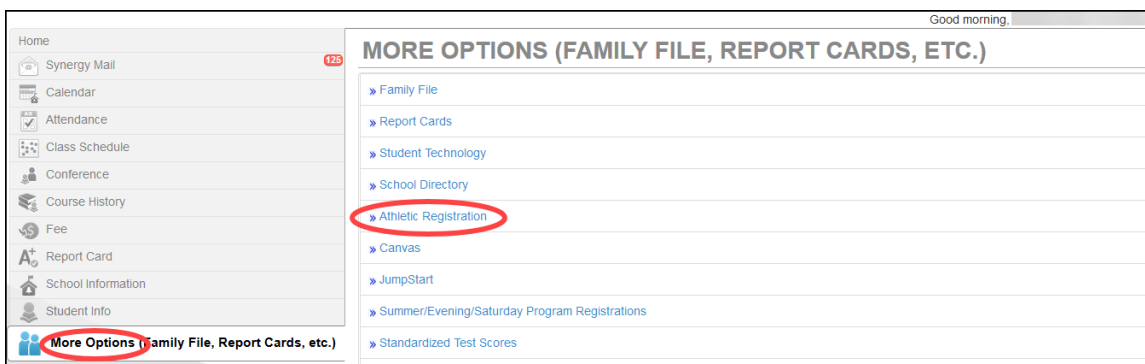 Good morning,
Home
Synergy Mail
125
Calendar
Attendance
Class Schedule
Conference
Course History
Fee
Report Card
School Information
Student Info
More Options (Family File, Report Cards, etc.)
MORE OPTIONS (FAMILY FILE, REPORT CARDS, ETC.)
» Family File
» Report Cards
» Student Technology
» School Directory
» Athletic Registration
» Canvas
» JumpStart
» Summer/Evening/Saturday Program Registrations
» Standardized Test Scores